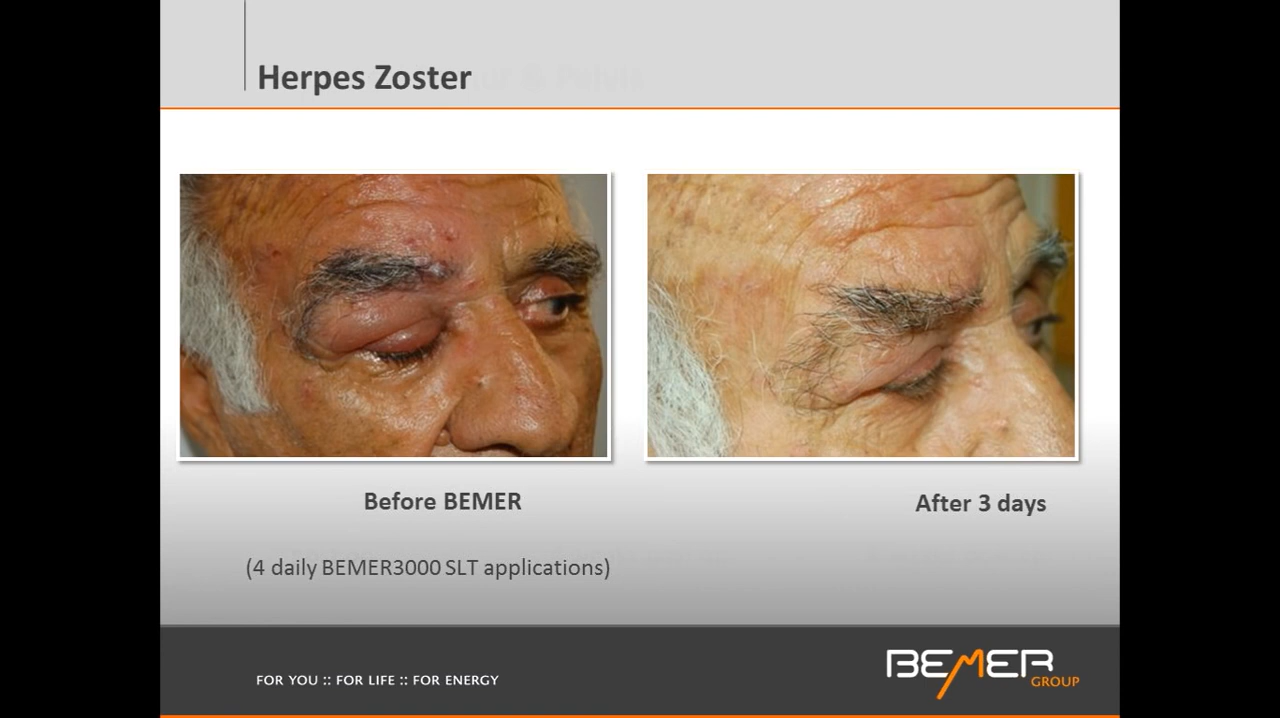 Herpes Zoster
Before BEMER
After 3 days
(4 daily BEMER3000 SLT applications)
FOR YOU :: FOR LIFE :: FOR ENERGY
BEMER
GROUP